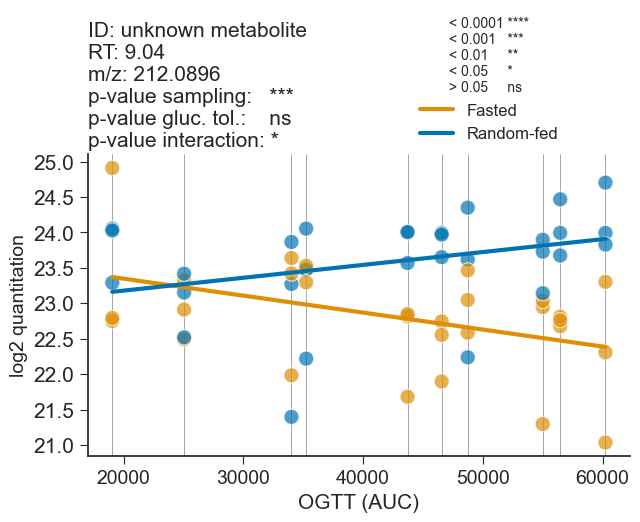 ID: unknown metabolite
RT: 9.04
m/z: 212.0896
p-value sampling: ***
p-value gluc. tol.: ns
p-value interaction: *
< 0.0001 ****
< 0.001 ***
< 0.01 **
< 0.05 *
> 0.05 ns
Fasted
Random-fed
log2 quantitation
25.0
24.5
24.0
23.5
23.0
22.5
22.0
21.5
21.0
20000 30000 40000 50000 60000
OGTT (AUC)